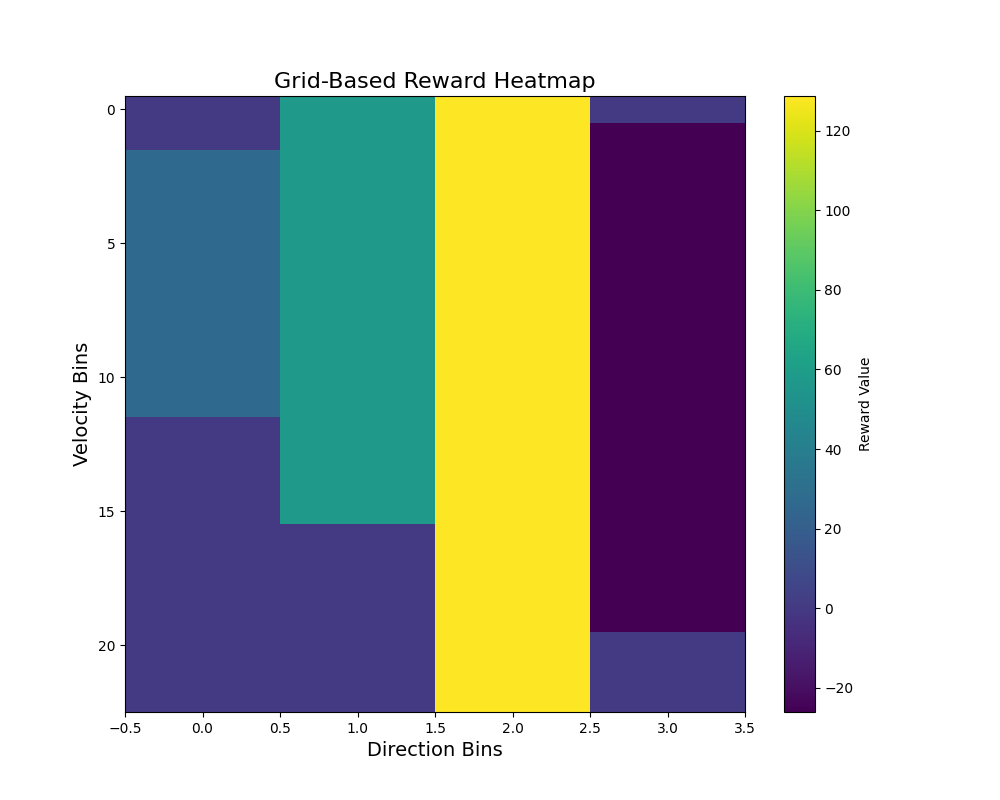 Grid-Based Reward Heatmap
0
5
10
15
20
Velocity Bins
−0.5 0.0 0.5 1.0 1.5 2.0 2.5 3.0 3.5
Direction Bins
120
100
80
60
40
20
0
−20
Reward Value